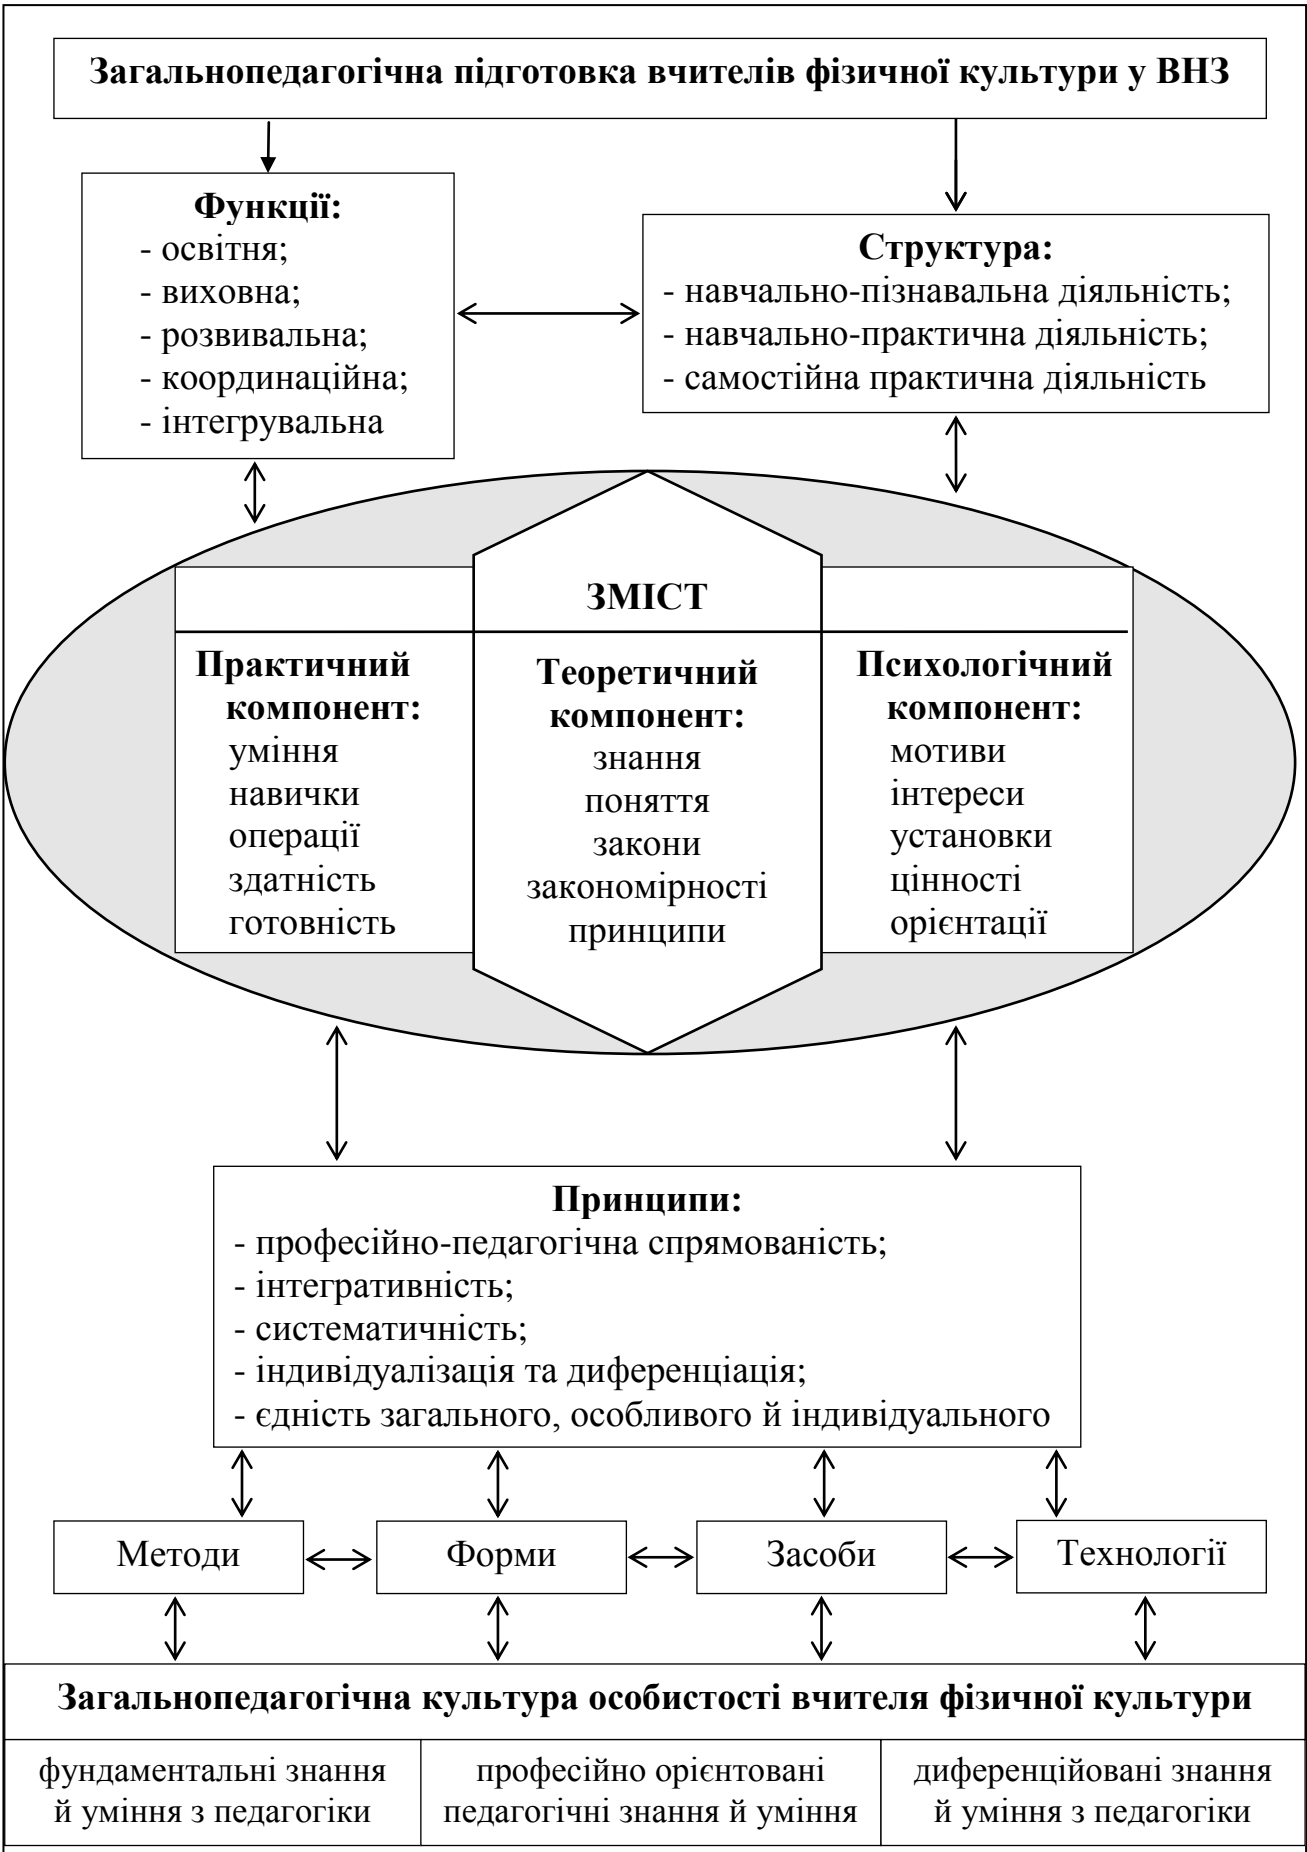 Загальнопедагогічна підготовка вчителів фізичної культури у ВНЗ
Функції:
- освітня;
- виховна;
- розвивальна;
- координаційна;
- інтегрувальна
Структура:
- навчально-пізнавальна діяльність;
- навчально-практична діяльність;
- самостійна практична діяльність
ЗМІСТ
Практичний
компонент:
уміння
навички
операції
здатність
готовність
Теоретичний
компонент:
знання
поняття
закони
закономірності
принципи
Психологічний
компонент:
мотиви
інтереси
установки
цінності
орієнтації
Принципи:
- професійно-педагогічна спрямованість;
- інтегративність;
- систематичність;
- індивідуалізація та диференціація;
- єдність загального, особливого й індивідуального
Методи
Форми
Засоби
Технології
Загальнопедагогічна культура особистості вчителя фізичної культури
фундаментальні знання
й уміння з педагогіки
професійно орієнтовані
педагогічні знання й уміння
диференційовані знання
й уміння з педагогіки